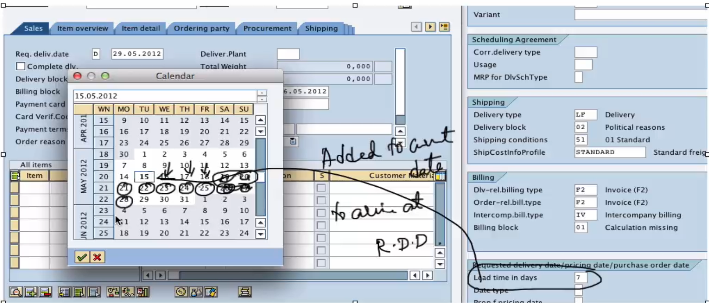 Sales Item overview Item detail Ordering party Procurement Shipping
Req. deliv.date D 29.05.2012 Deliver.Plant
Complete dlv. Total Weight 0,000
Delivery block 0,000
Billing block 6.05.2012
Payment card
Card Verif.Co
Payment term
Order reason
All items
Item on S Customer Material
Calendar
15.05.2012
WN MO TU WE TH FR SA SU
APR 201
15 9 10 11 12 13 14 15
16 16 17 18 19 20 21 22
17 23 24 25 26 27 28 29
MAY 2012
18 30 1 2 3 4 5 6
19 7 8 9 10 11 12 13
20 14 15 17 18
21 21 22 23 24 25
22 28 29 30 31 1 2 3
JUN 2012
23 4 5 6 7 8 9 10
24 11 12 13 14 15 16 17
25 18 19 20 21 22 23 24
Added to curt
date
to arive at
R.D.D
Variant
Scheduling Agreement
Corr.delivery type
Usage
MRP for DlvSchType
Shipping
Delivery type LF Delivery
Delivery block 02 Political reasons
Shipping conditions 51 01 Standard
ShipCostInfoProfile STANDARD Standard freig
Billing
Dlv-rel.billing type F2 Invoice (F2)
Order-rel.bill.type F2 Invoice (F2)
Intercomp.bill.type IV Intercompany billing
Billing block 01 Calculation missing
Requested delivery date/pricing date/purchase order date
Lead time in days 7
Date type
Prop.f.pricing date